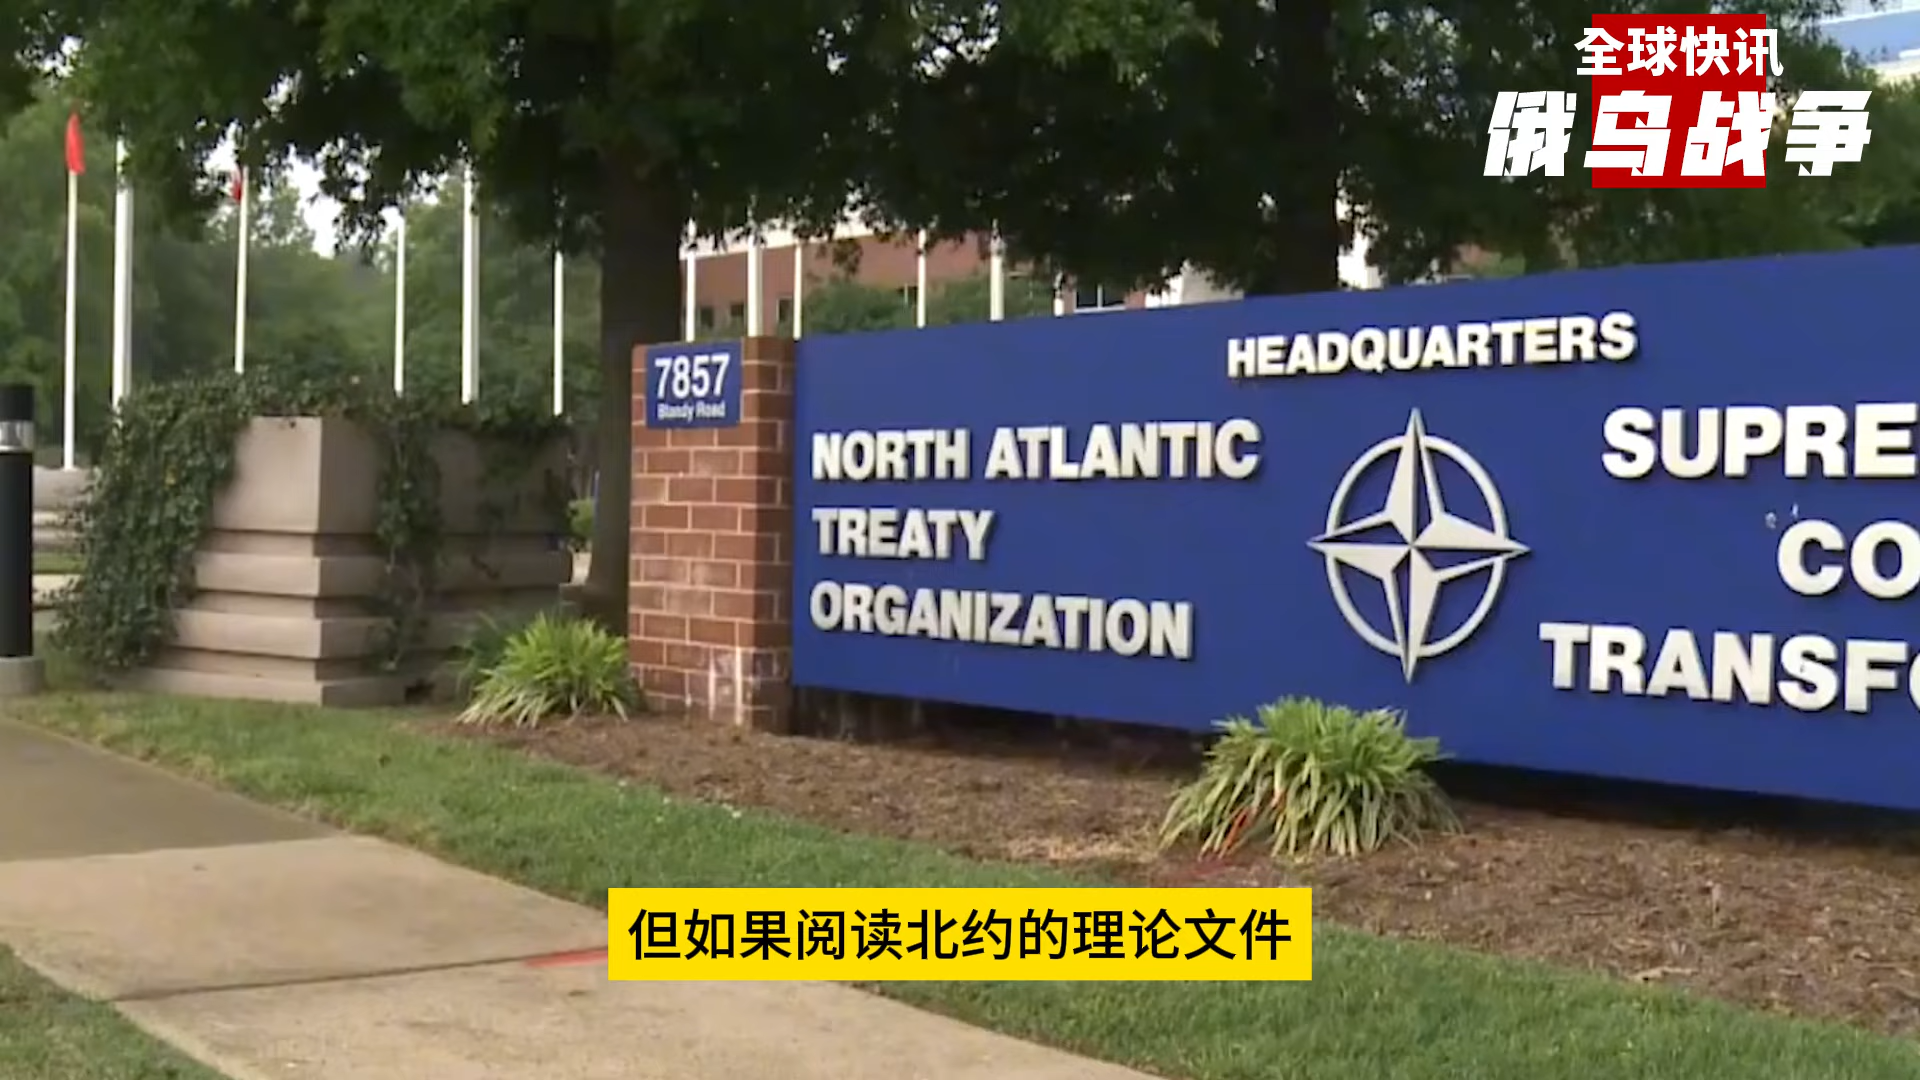 全球快讯
俄乌战争
7857
Blandy Road
HEADQUARTERS
NORTH ATLANTIC
TREATY
ORGANIZATION
SUPRE
CO
TRANSFO
但如果阅读北约的理论文件